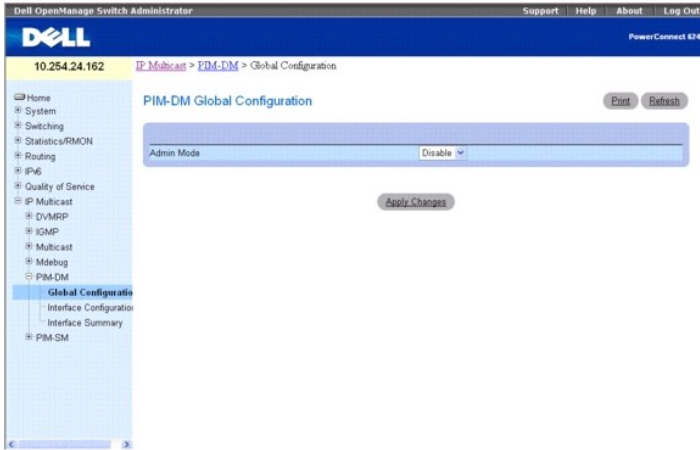 Dell OpenManage Switch Administrator
Support Help About Log Out
DELL
PowerConnect 624
10.254.24.162
IP Multicast > PIM-DM > Global Configuration
Home
System
Switching
Statistics/RMON
Routing
IPv6
Quality of Service
IP Multicast
DVMRP
IGMP
Multicast
Mdebug
PIM-DM
Global Configuratio
Interface Configuration
Interface Summary
PIM-SM
PIM-DM Global Configuration
Print Refresh
Admin Mode Disable
Apply Changes